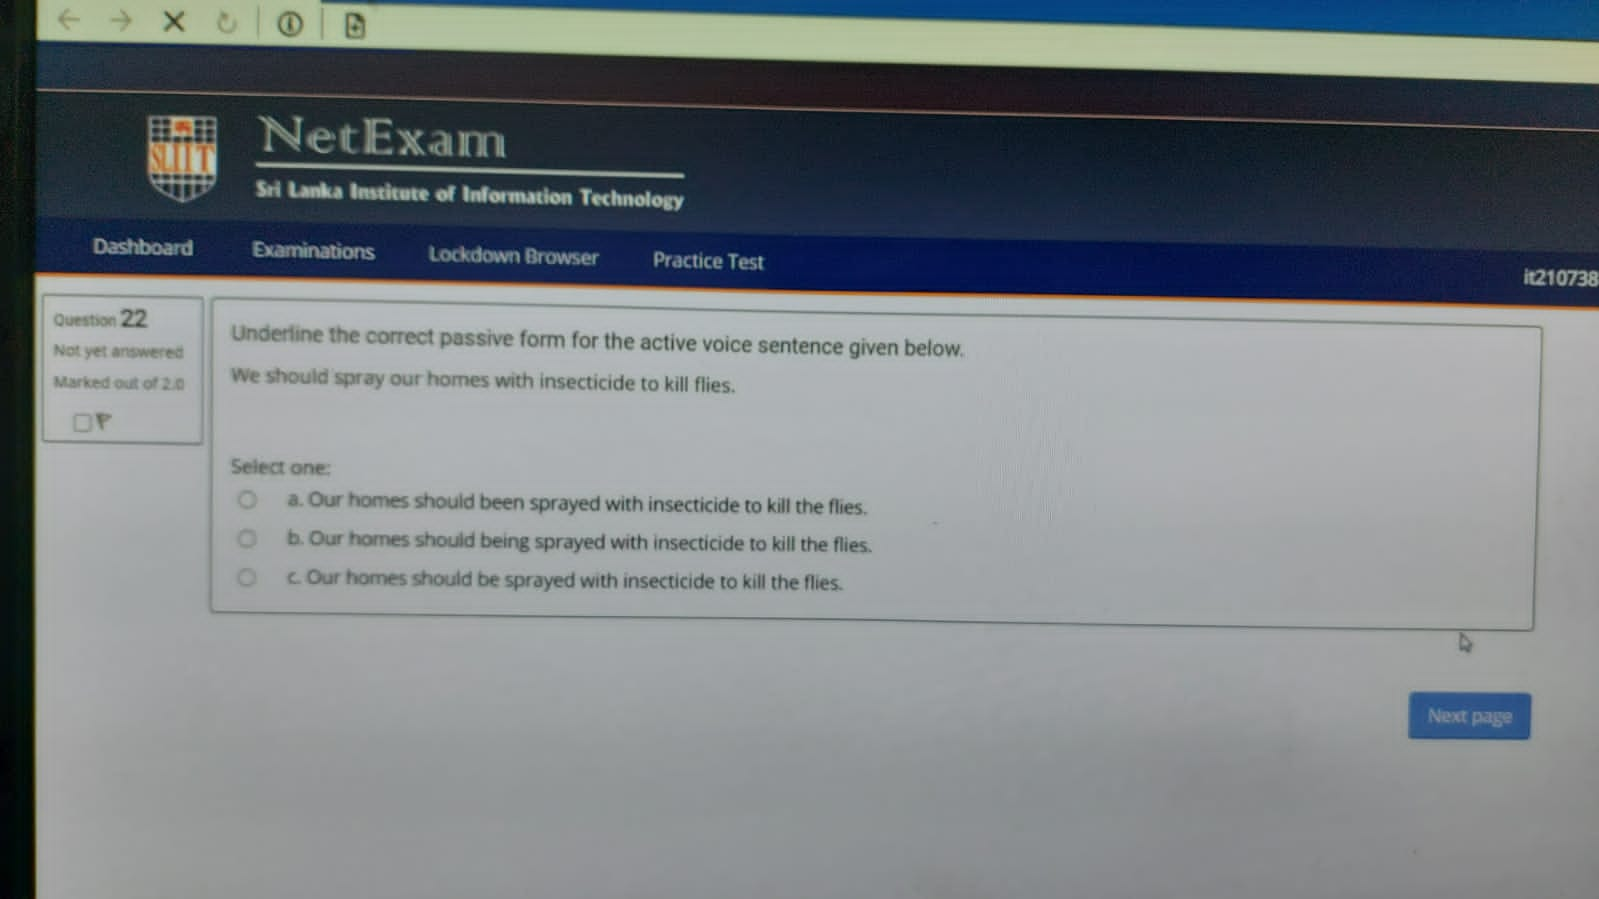 NetExam
Sri Lanka Institute of Information Technology
SLIIT
Dashboard Examinations Lockdown Browser Practice Test
it210738
Question 22
Not yet answered
Marked out of 2.0
Underline the correct passive form for the active voice sentence given below.
We should spray our homes with insecticide to kill flies.
Select one:
a. Our homes should been sprayed with insecticide to kill the flies.
b. Our homes should being sprayed with insecticide to kill the flies.
c. Our homes should be sprayed with insecticide to kill the flies.
Next page